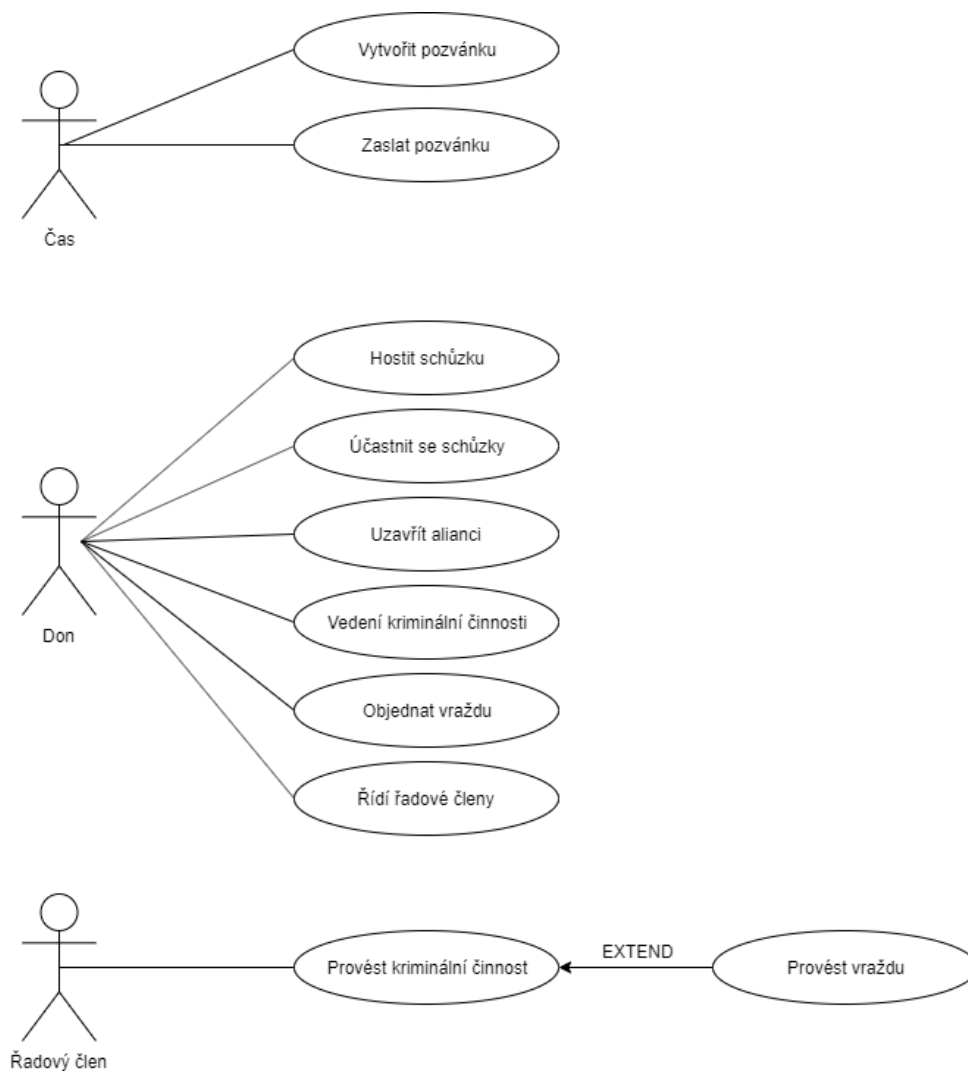 Vytvořit pozvánku
Zaslat pozvánku
Čas
Hostit schůzku
Účastnit se schůzky
Uzavřít alianci
Vedení kriminální činnosti
Don
Objednat vraždu
Řídí řadové členy
Provést kriminální činnost
EXTEND
Provést vraždu
Řadový člen